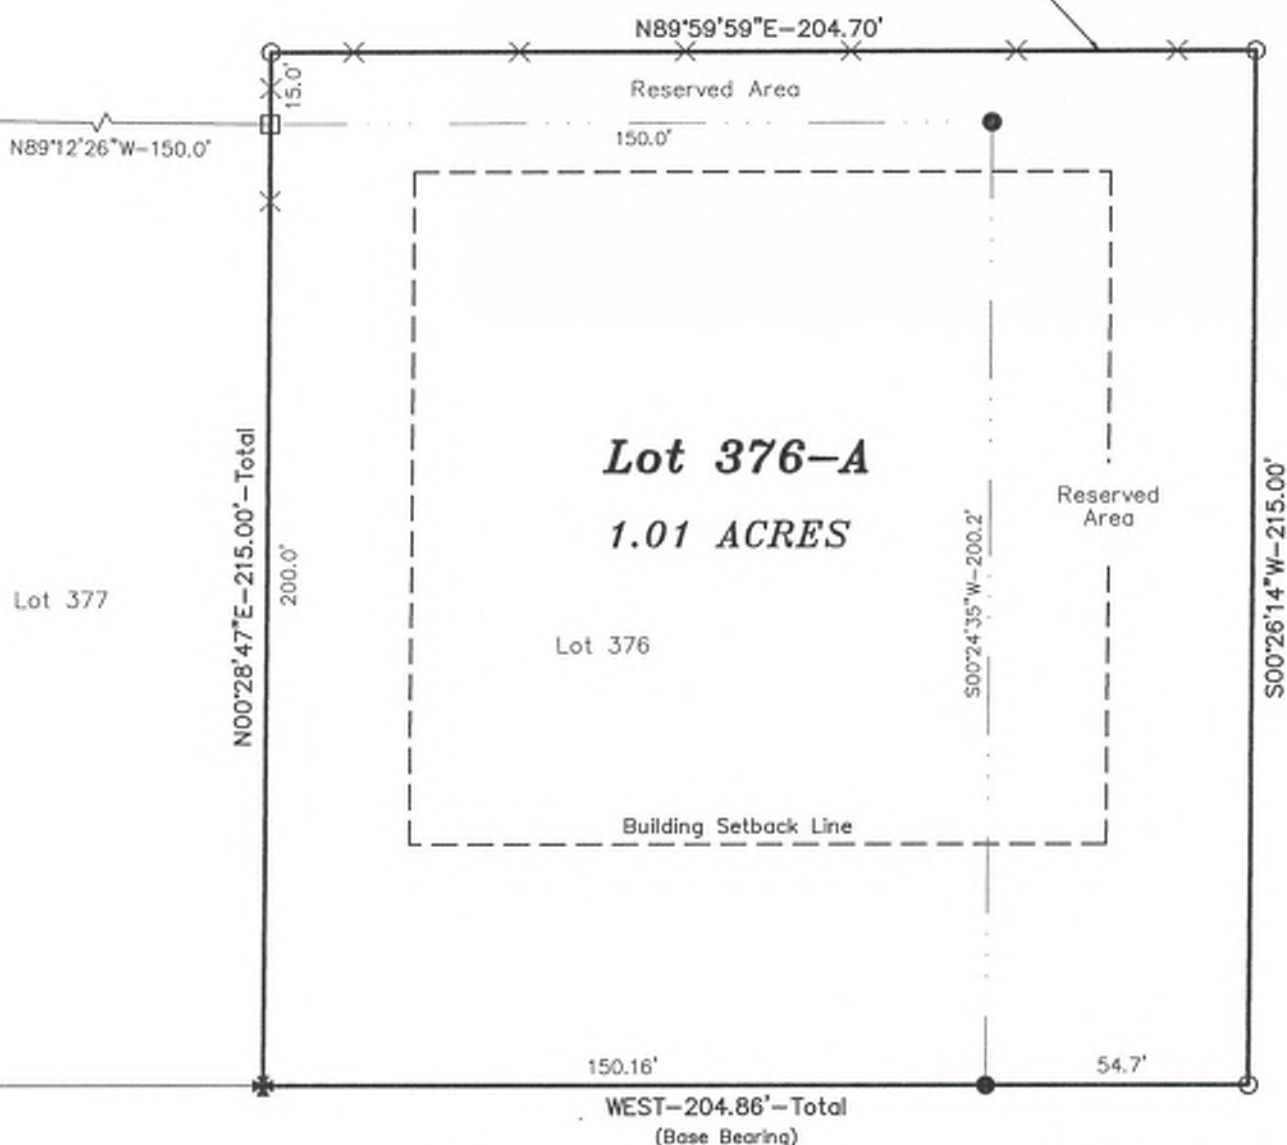 N89°59'59"E-204.70'
15.0'
Reserved Area
N89°12'26"W-150.0'
150.0'
Lot 376-A
1.01 ACRES
Reserved
Area
N00°28'47"E-215.00'-Total
200.0'
S00°24'35"W-200.2'
S00°26'14"W-215.00'
Lot 377
Lot 376
Building Setback Line
150.16'
54.7'
WEST-204.86'-Total
(Base Bearing)